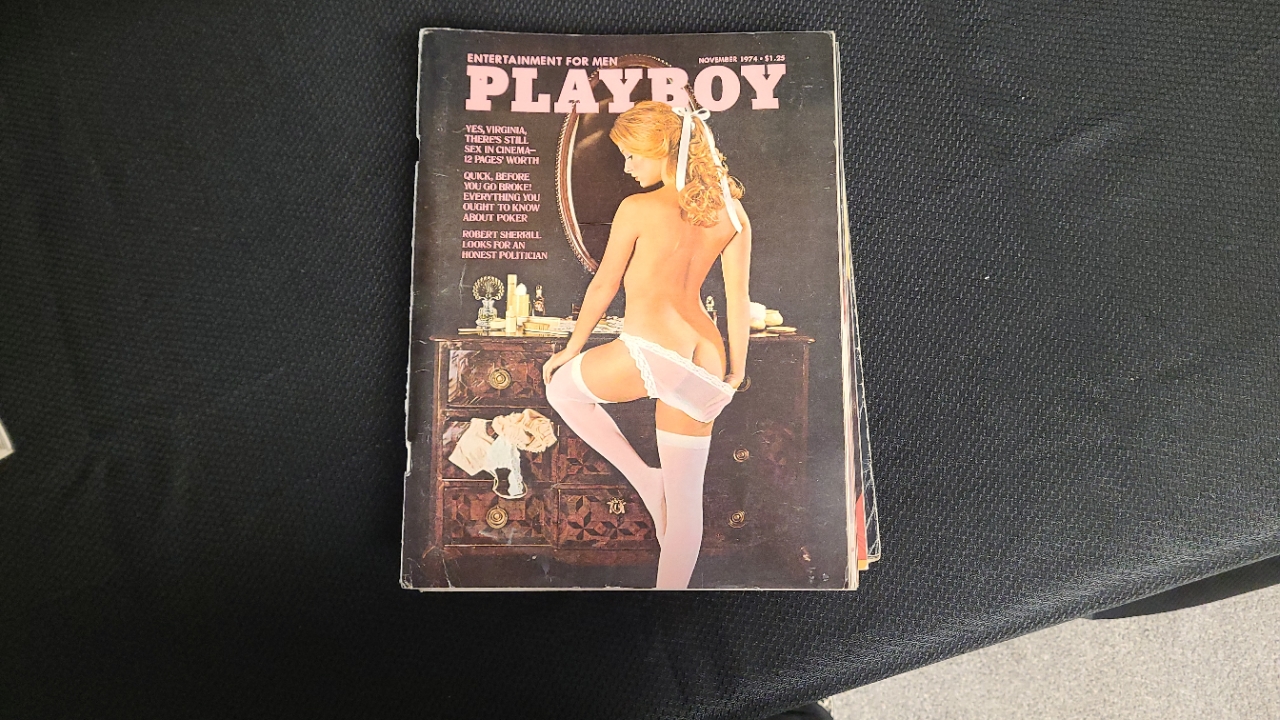 ENTERTAINMENT FOR MEN
NOVEMBER 1974 • $1.25
PLAYBOY
YES, VIRGINIA,
THERE'S STILL
SEX IN CINEMA—
12 PAGES' WORTH
QUICK, BEFORE
YOU GO BROKE!
EVERYTHING YOU
OUGHT TO KNOW
ABOUT POKER
ROBERT SHERRILL
LOOKS FOR AN
HONEST POLITICIAN